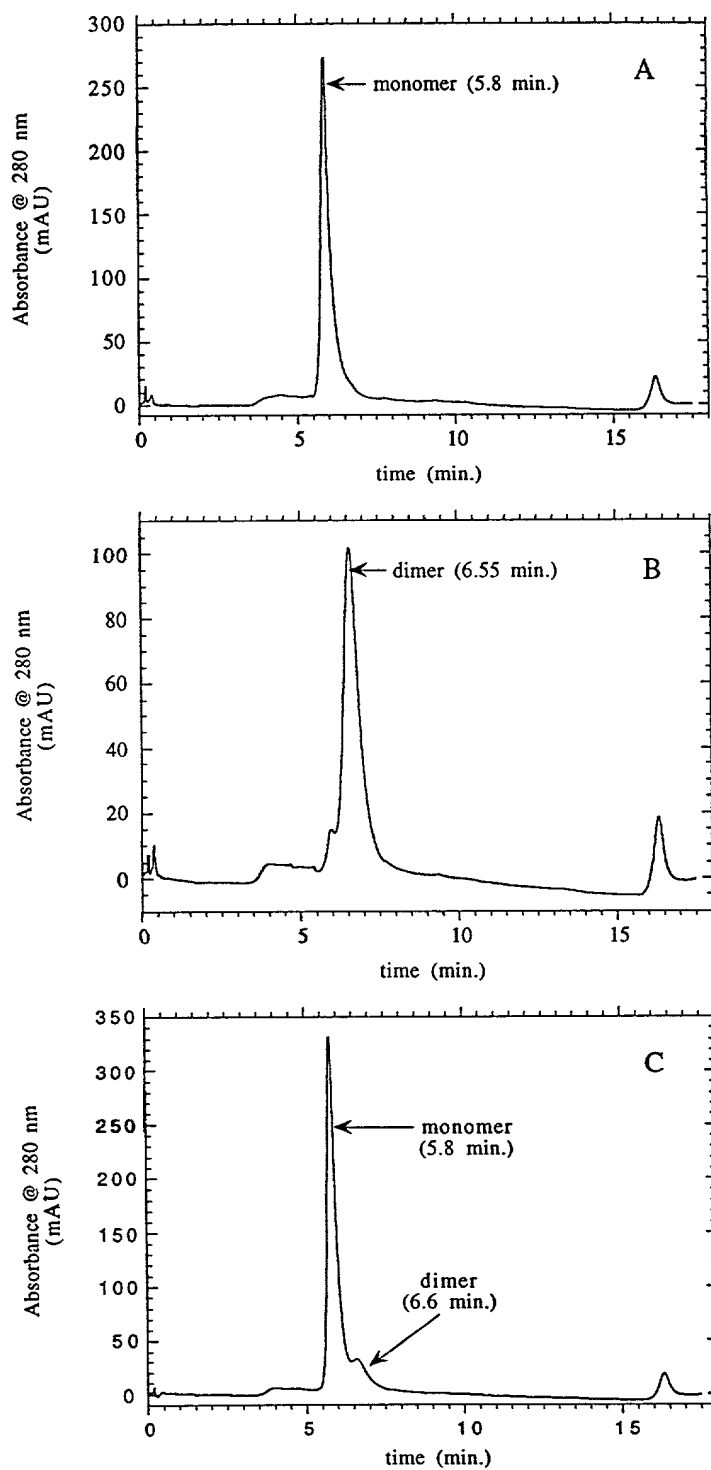 300
250
200
150
100
50
0
Absorbance @ 280 nm
(mAU)
monomer (5.8 min.)
A
0
5
10
15
time (min.)
100
80
60
40
20
0
Absorbance @ 280 nm
(mAU)
dimer (6.55 min.)
B
0
5
10
15
time (min.)
350
300
250
200
150
100
50
0
Absorbance @ 280 nm
(mAU)
C
monomer
(5.8 min.)
dimer
(6.6 min.)
0
5
10
15
time (min.)